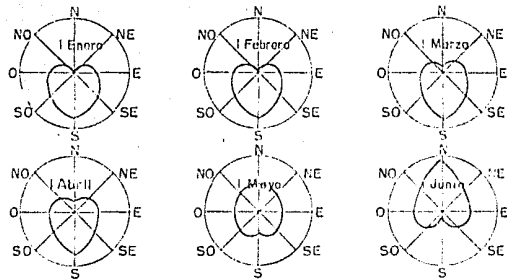 N N N
NO NE NO NE NO NE
1 Enero 1 Febrero 1 Marzo
O E O E O E
SO SE SO SE SO SE
S S S
N N N
NO NE NO NE NO NE
1 Abril 1 Mayo 1 Junio
O E O E O E
SO SE SO SE SO SE
S S S